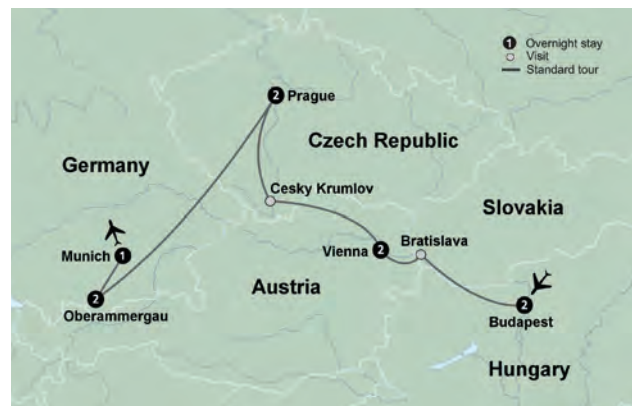 1 Overnight stay
Visit
Standard tour
2 Prague
Czech Republic
Germany
Cesky Krumlov
Slovakia
Munich 1
Vienna 2
Bratislava
Austria
2
Oberammergau
2
Budapest
Hungary